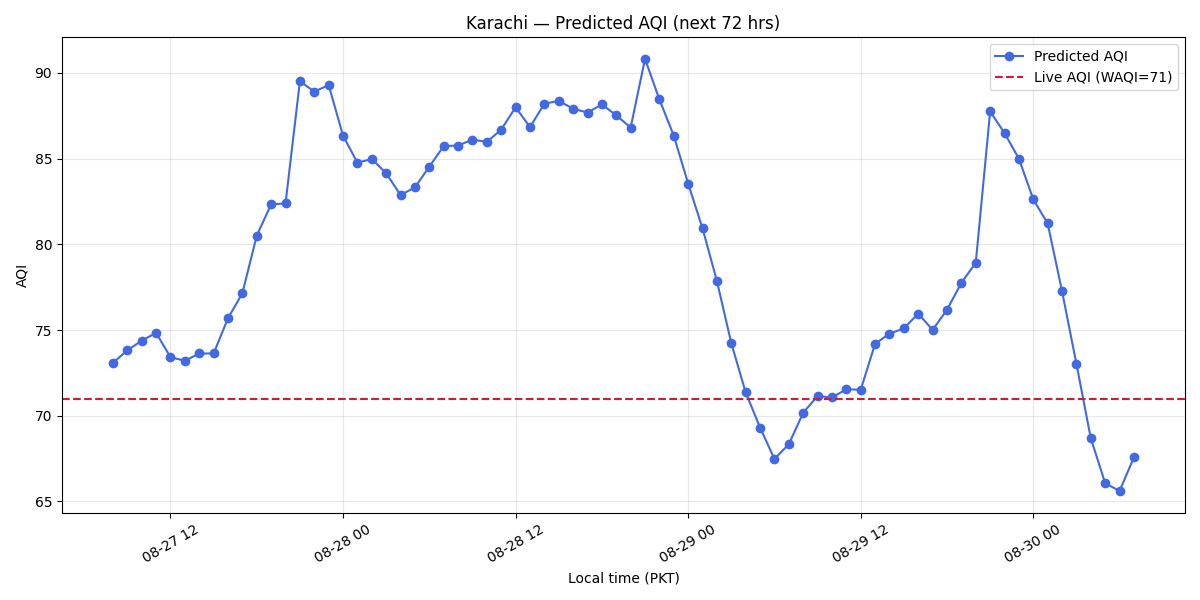 Karachi — Predicted AQI (next 72 hrs)
Predicted AQI
Live AQI (WAQI=71)
AQI
90
85
80
75
70
65
08-27 12
08-28 00
08-28 12
08-29 00
08-29 12
08-30 00
Local time (PKT)